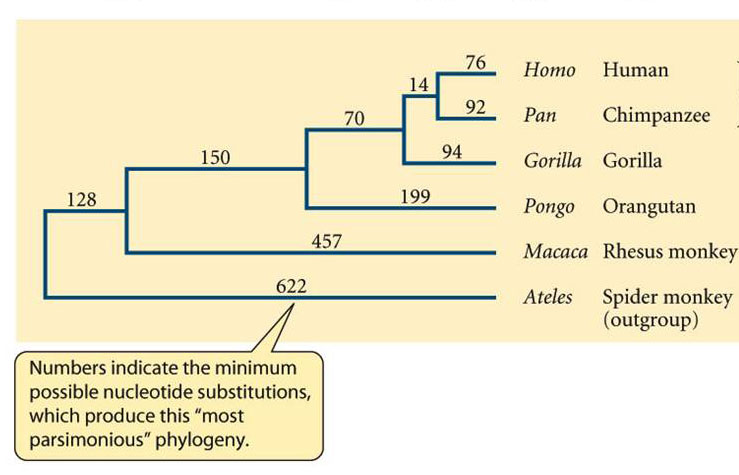 76
Homo Human
14
92
Pan Chimpanzee
70
94
Gorilla Gorilla
150
199
Pongo Orangutan
128
457
Macaca Rhesus monkey
622
Ateles Spider monkey
(outgroup)
Numbers indicate the minimum
possible nucleotide substitutions,
which produce this “most
parsimonious” phylogeny.